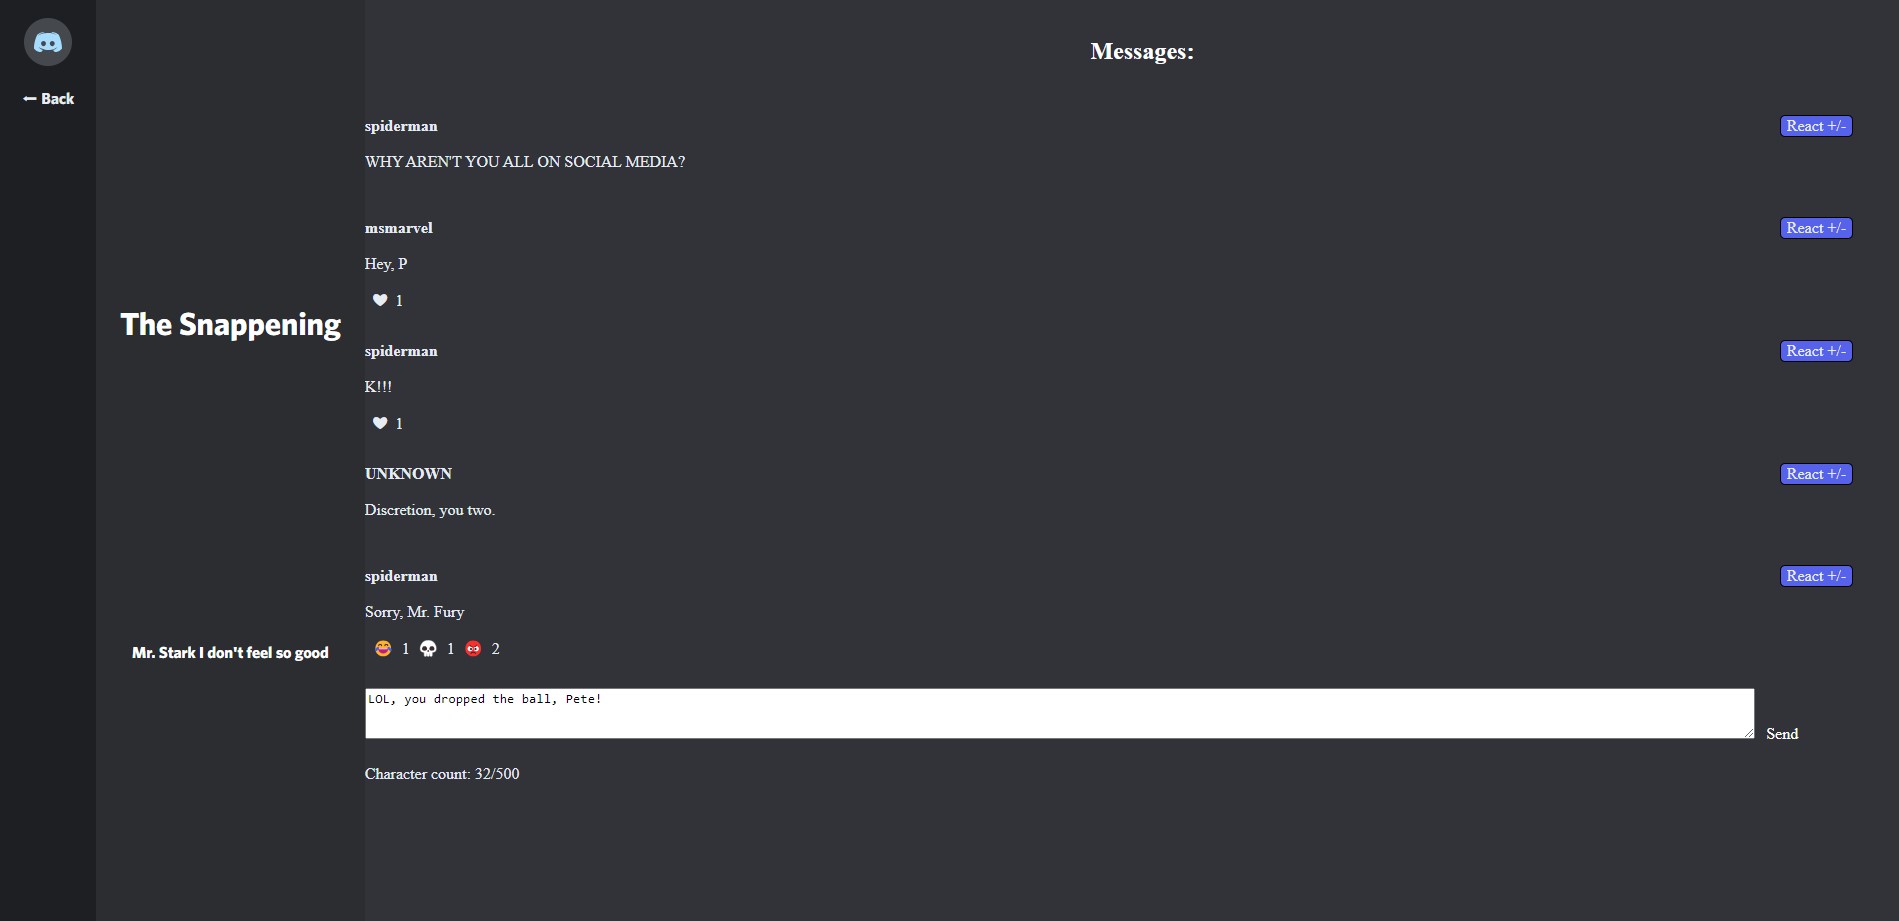 ← Back
The Snappening
Mr. Stark I don't feel so good
Messages:
spiderman
React +/-
WHY AREN'T YOU ALL ON SOCIAL MEDIA?
msmarvel
React +/-
Hey, P
1
spiderman
React +/-
K!!!
1
UNKNOWN
React +/-
Discretion, you two.
spiderman
React +/-
Sorry, Mr. Fury
1 1 2
LOL, you dropped the ball, Pete!
Send
Character count: 32/500